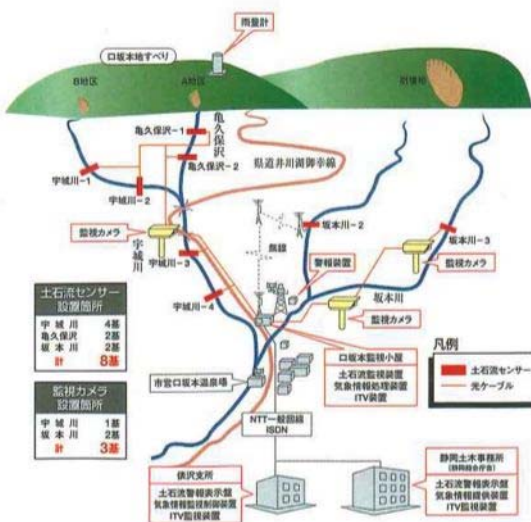 雨量計
口坂本地すべり
B地区
A地区
亀久保沢-1
亀久保沢
亀久保沢-2
県道井川湖御幸線
宇城川-1
宇城川-2
坂本川-2
坂本川-3
監視カメラ
宇城川
無線
宇城川-3
警報装置
監視カメラ
坂本川
宇城川-4
監視カメラ
土石流センサー
設置箇所
宇城川 4基
亀久保沢 2基
坂本川 2基
計 8基
凡例
土石流センサー
光ケーブル
口坂本監視小屋
土石流監視装置
気象情報処理装置
ITV装置
市営口坂本温泉場
監視カメラ
設置箇所
宇城川 1基
坂本川 2基
計 3基
NTT一般回線
ISDN
俵沢支所
土石流警報表示盤
気象情報監視制御装置
ITV監視装置
静岡土木事務所
(静岡総合庁舎)
土石流警報表示盤
気象情報提供装置
ITV監視装置